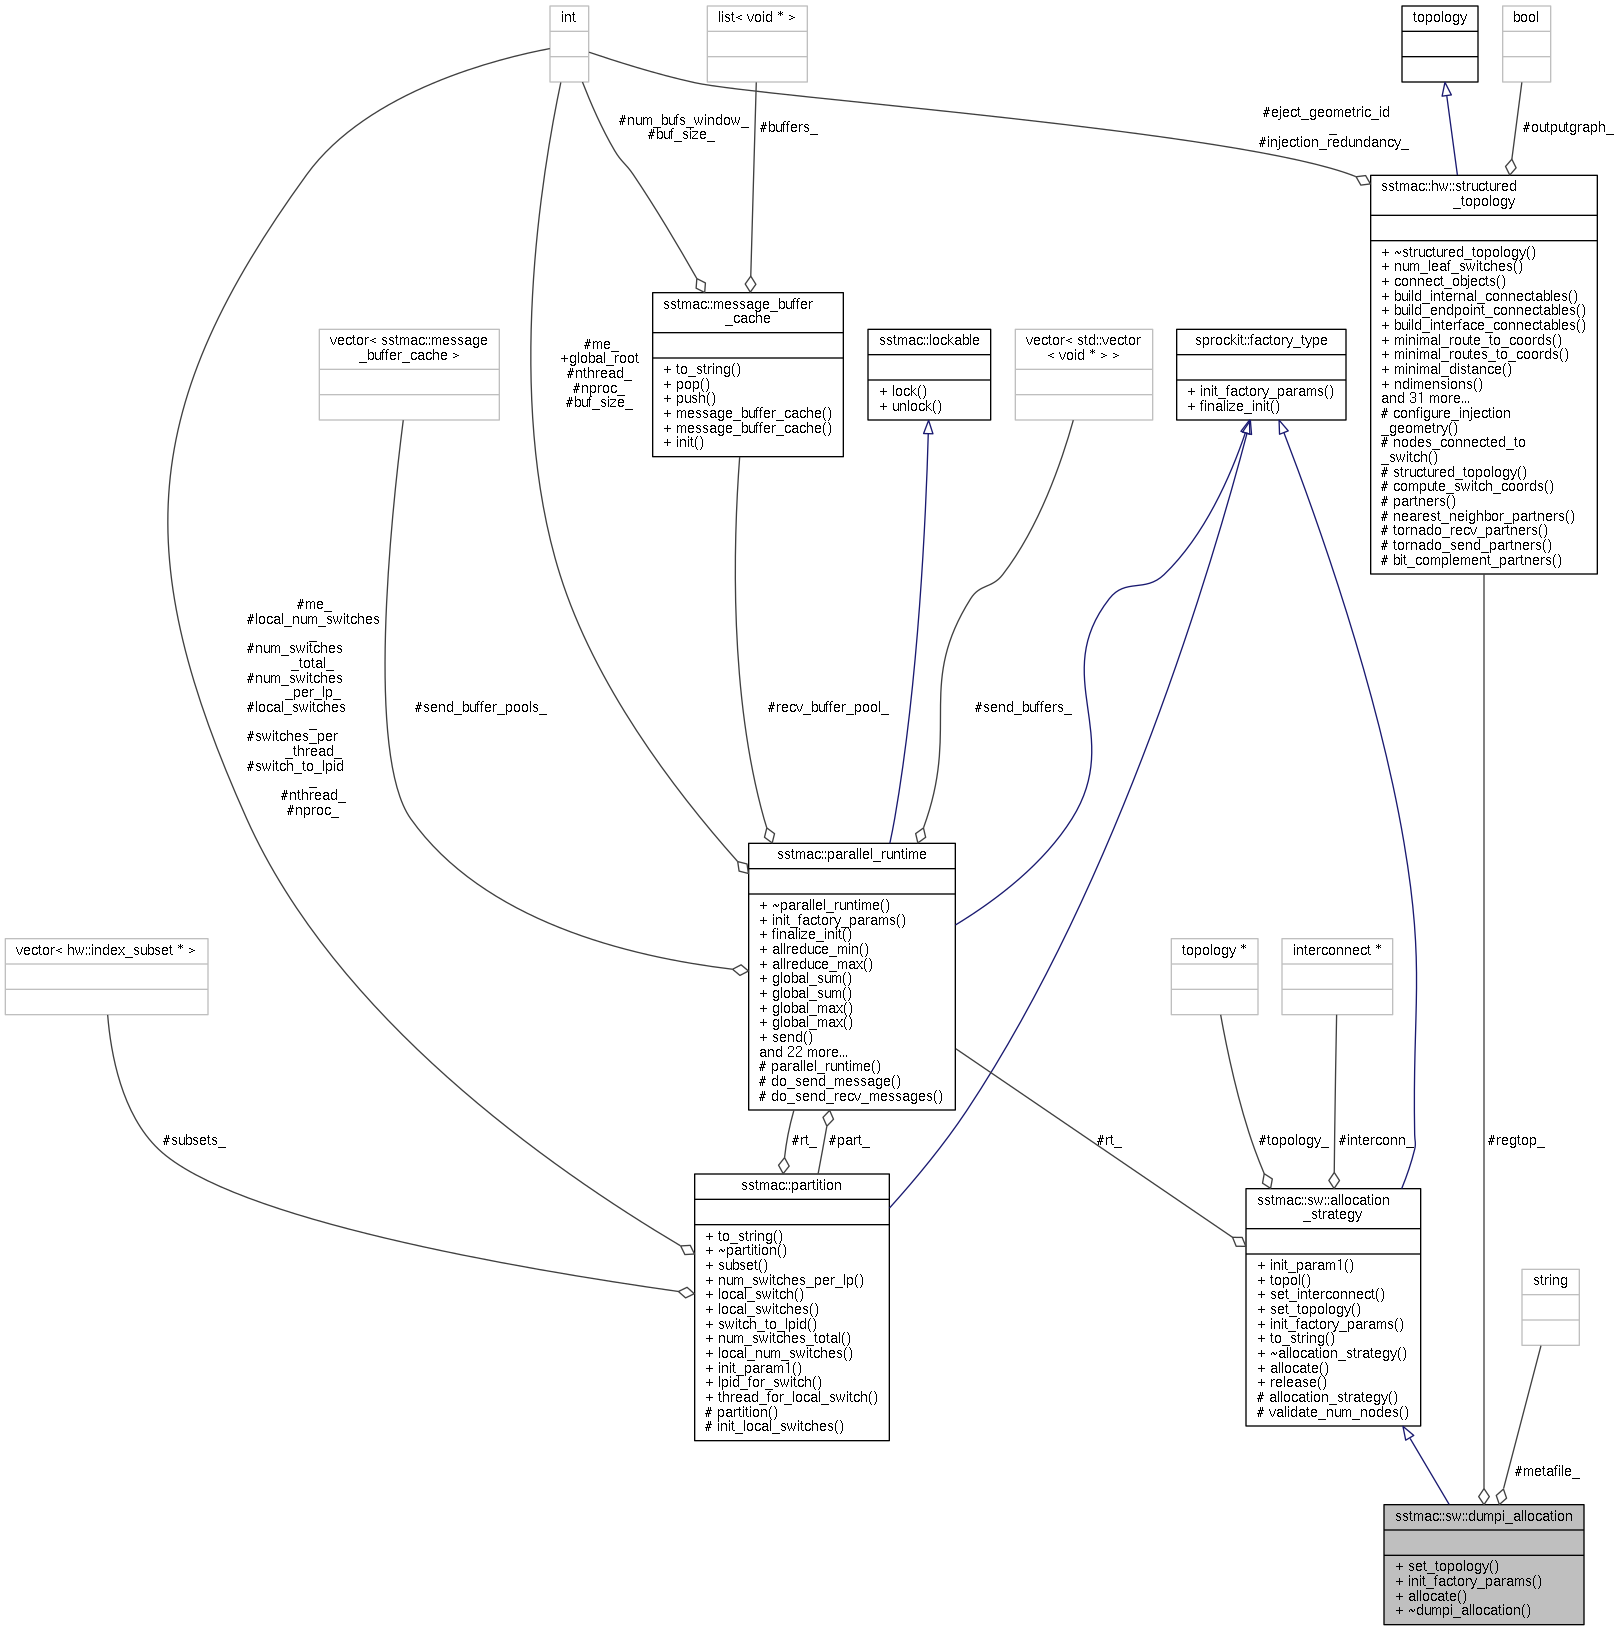 int
list< void * >
topology
bool
#num_bufs_window_
#buf_size_
#buffers_
#eject_geometric_id
_
#injection_redundancy_
#outputgraph_
sstmac::hw::structured
_topology
+ ~structured_topology()
+ num_leaf_switches()
+ connect_objects()
+ build_internal_connectables()
+ build_endpoint_connectables()
+ build_interface_connectables()
+ minimal_route_to_coords()
+ minimal_routes_to_coords()
+ minimal_distance()
+ ndimensions()
and 31 more...
# configure_injection
_geometry()
# nodes_connected_to
_switch()
# structured_topology()
# compute_switch_coords()
# partners()
# nearest_neighbor_partners()
# tornado_recv_partners()
# tornado_send_partners()
# bit_complement_partners()
sstmac::message_buffer
_cache
+ to_string()
+ pop()
+ push()
+ message_buffer_cache()
+ message_buffer_cache()
+ init()
vector< sstmac::message
_buffer_cache >
sstmac::lockable
+ lock()
+ unlock()
vector< std::vector
< void * > >
sprockit::factory_type
+ init_factory_params()
+ finalize_init()
#me_
+global_root
#nthread_
#nproc_
#buf_size_
#me_
#local_num_switches
_
#num_switches
_total_
#num_switches
_per_lp_
#local_switches
_
#switches_per
_thread_
#switch_to_lpid
_
#nthread_
#nproc_
#send_buffer_pools_
#recv_buffer_pool_
#send_buffers_
sstmac::parallel_runtime
+ ~parallel_runtime()
+ init_factory_params()
+ finalize_init()
+ allreduce_min()
+ allreduce_max()
+ global_sum()
+ global_sum()
+ global_max()
+ global_max()
+ send()
and 22 more...
# parallel_runtime()
# do_send_message()
# do_send_recv_messages()
vector< hw::index_subset * >
topology *
interconnect *
#subsets_
#rt_
#part_
#rt_
#topology_
#interconn_
#regtop_
sstmac::partition
+ to_string()
+ ~partition()
+ subset()
+ num_switches_per_lp()
+ local_switch()
+ local_switches()
+ switch_to_lpid()
+ num_switches_total()
+ local_num_switches()
+ init_param1()
+ lpid_for_switch()
+ thread_for_local_switch()
# partition()
# init_local_switches()
sstmac::sw::allocation
_strategy
+ init_param1()
+ topol()
+ set_interconnect()
+ set_topology()
+ init_factory_params()
+ to_string()
+ ~allocation_strategy()
+ allocate()
+ release()
# allocation_strategy()
# validate_num_nodes()
string
#metafile_
sstmac::sw::dumpi_allocation
+ set_topology()
+ init_factory_params()
+ allocate()
+ ~dumpi_allocation()